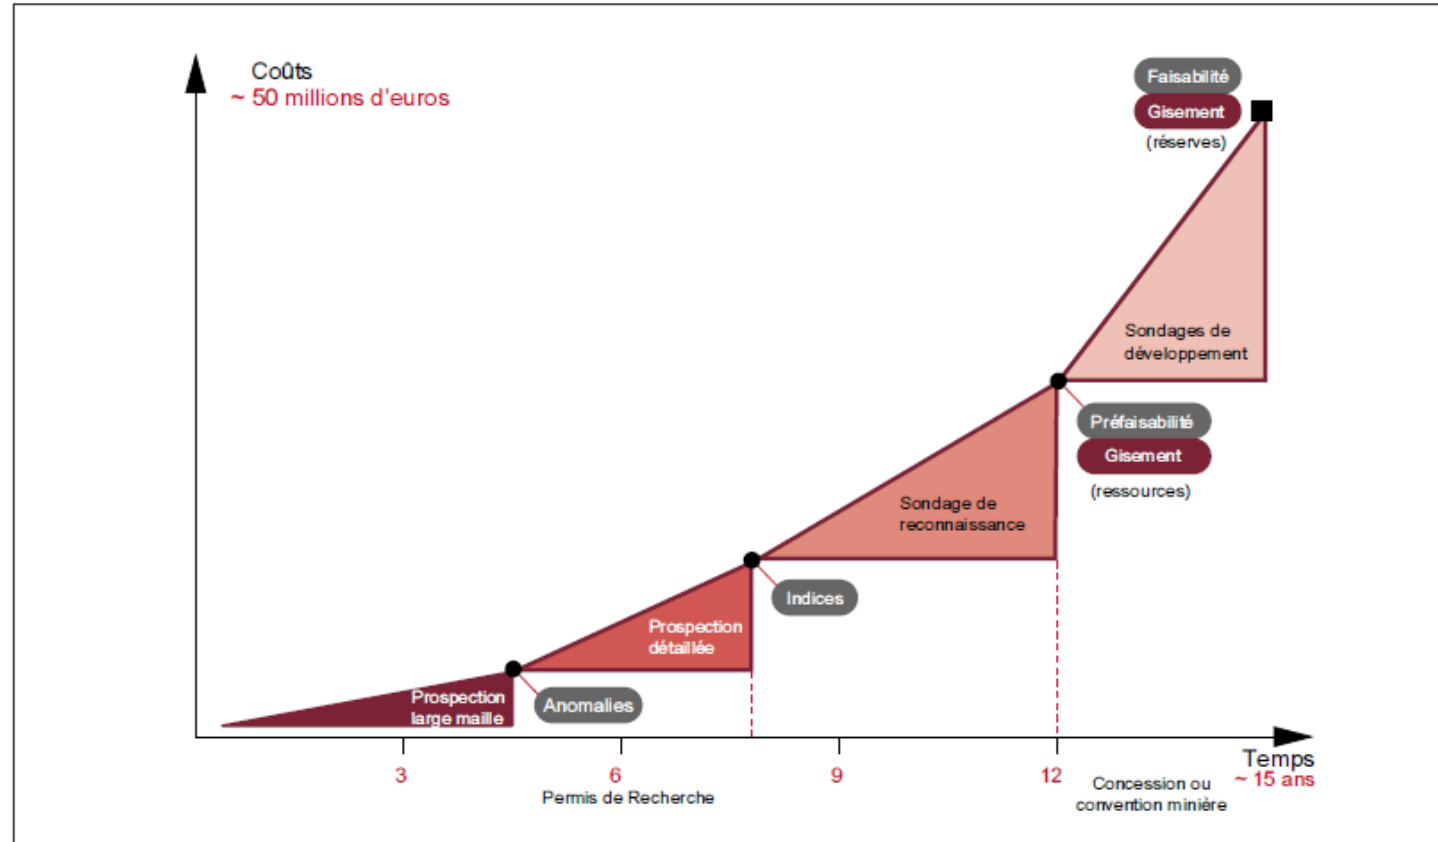 Coûts
~ 50 millions d'euros
Faisabilité
Gisement
(réserves)
Sondages de
développement
Préfaisabilité
Gisement
(ressources)
Sondage de
reconnaissance
Indices
Prospection
détaillée
Anomalies
Prospection
large maille
3
6
9
12
Temps
~ 15 ans
Permis de Recherche
Concession ou
convention minière